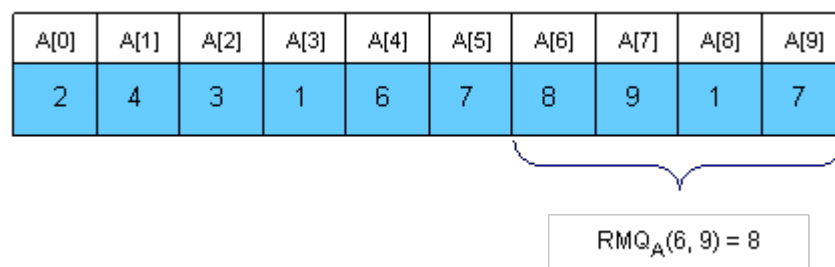 A[0] A[1] A[2] A[3] A[4] A[5] A[6] A[7] A[8] A[9]
2 4 3 1 6 7 8 9 1 7
RMQA(6, 9) = 8